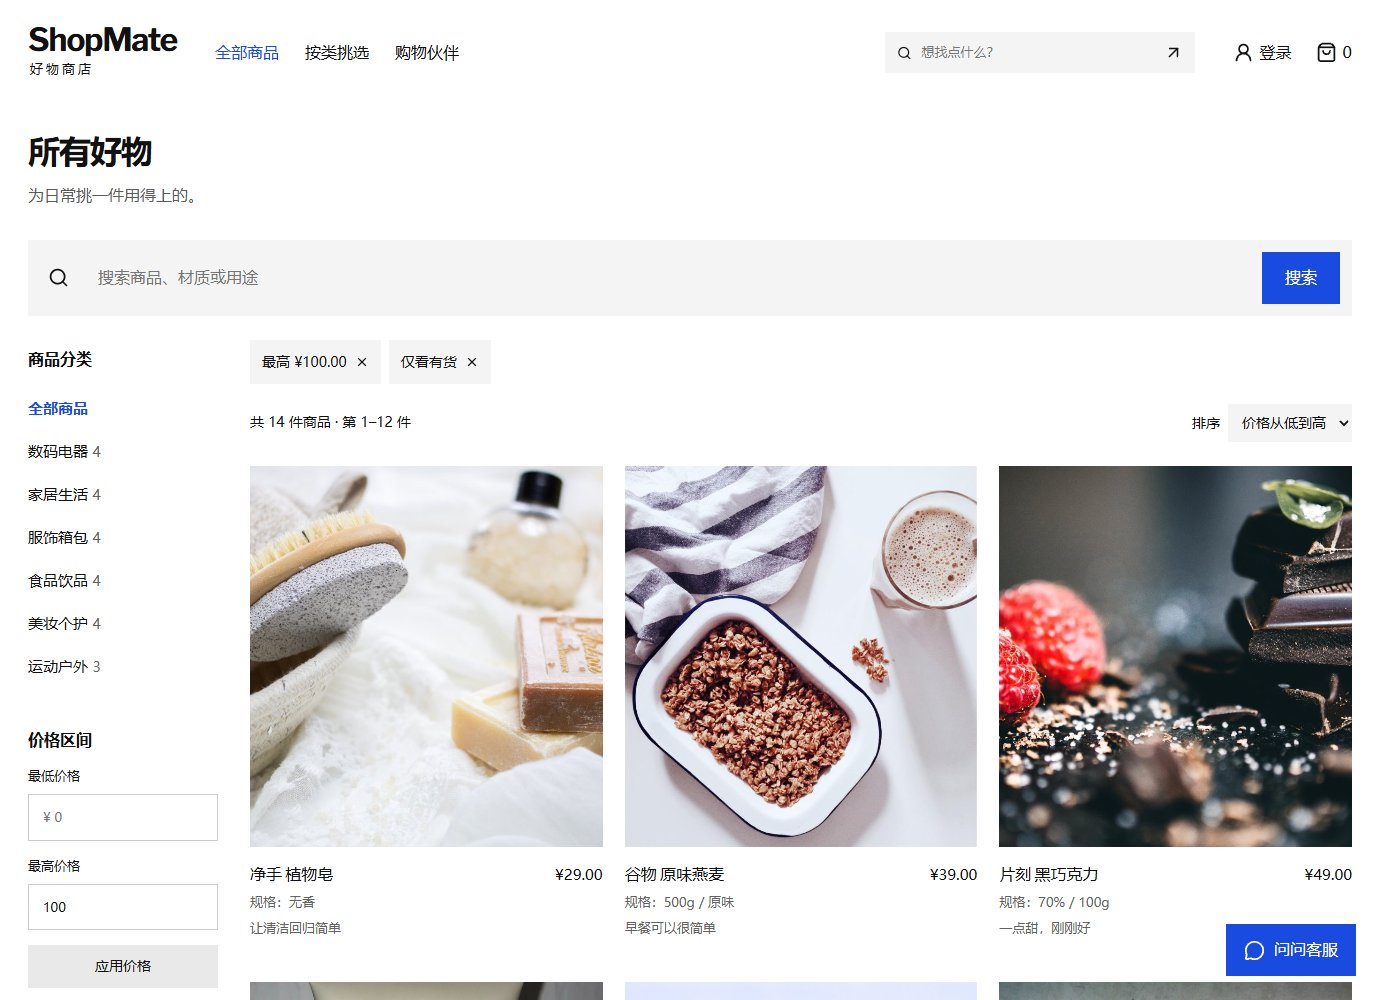 ShopMate
好物商店
全部商品 按类挑选 购物伙伴
想找点什么?
登录 0
所有好物
为日常挑一件用得上的。
搜索商品、材质或用途
搜索
商品分类
全部商品
数码电器 4
家居生活 4
服饰箱包 4
食品饮品 4
美妆个护 4
运动户外 3
价格区间
最低价格
¥ 0
最高价格
100
应用价格
最高 ¥100.00 × 仅看有货 ×
共 14 件商品 · 第 1–12 件
排序 价格从低到高
净手 植物皂 ¥29.00
规格：无香
让清洁回归简单
谷物 原味燕麦 ¥39.00
规格：500g / 原味
早餐可以很简单
片刻 黑巧克力 ¥49.00
规格：70% / 100g
一点甜，刚刚好
问问客服